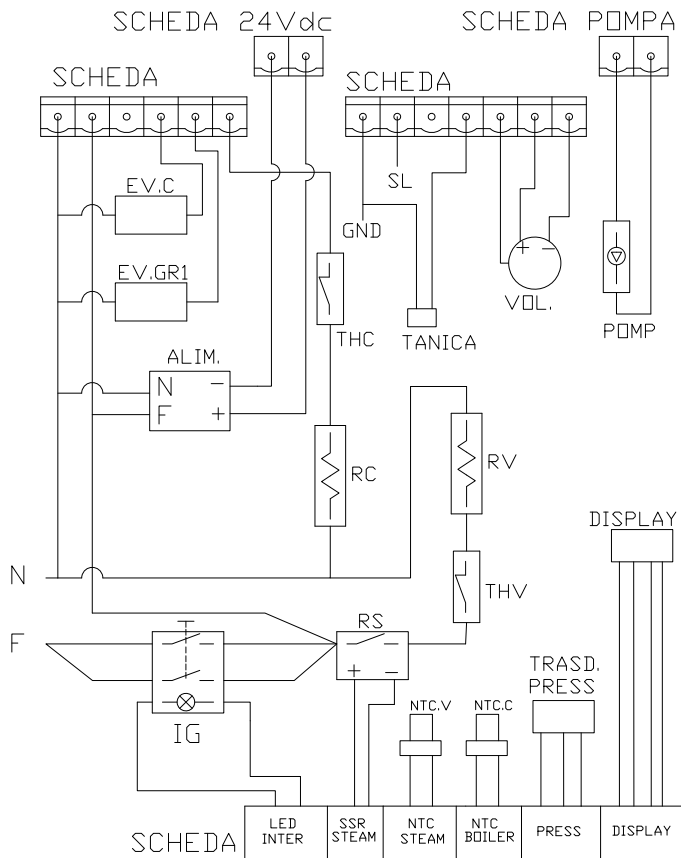 SCHEDA 24Vdc
SCHEDA POMPA
SCHEDA
SCHEDA
EV.C
SL
GND
+ -
VOL.
EV.GR1
THC
TANICA
POMP
ALIM.
N -
F +
RC
RV
DISPLAY
N
THV
F
RS
+ -
TRASD.
PRESS
NTC.V
NTC.C
IG
SCHEDA
LED
INTER
SSR
STEAM
NTC
STEAM
NTC
BOILER
PRESS
DISPLAY